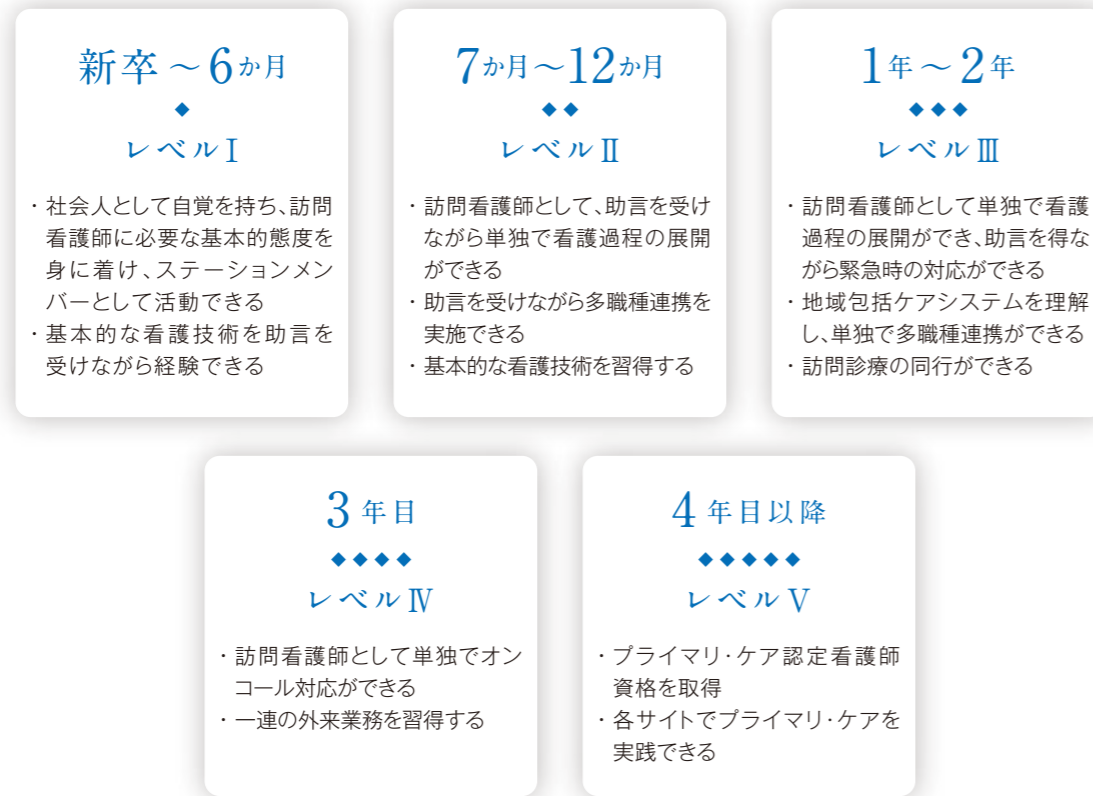 新卒～6か月
◆
レベルⅠ
・社会人として自覚を持ち、訪問
看護師に必要な基本的態度を
身に着け、ステーションメン
バーとして活動できる
・基本的な看護技術を助言を
受けながら経験できる
7か月～12か月
◆◆
レベルⅡ
・訪問看護師として、助言を受け
ながら単独で看護過程の展開
ができる
・助言を受けながら多職種連携を
実施できる
・基本的な看護技術を習得する
1年～2年
◆◆◆
レベルⅢ
・訪問看護師として単独で看護
過程の展開ができ、助言を得な
がら緊急時の対応ができる
・地域包括ケアシステムを理解
し、単独で多職種連携ができる
・訪問診療の同行ができる
3年目
◆◆◆◆
レベルⅣ
・訪問看護師として単独でオン
コール対応ができる
・一連の外来業務を習得する
4年目以降
◆◆◆◆◆
レベルⅤ
・プライマリ・ケア認定看護師
資格を取得
・各サイトでプライマリ・ケアを
実践できる